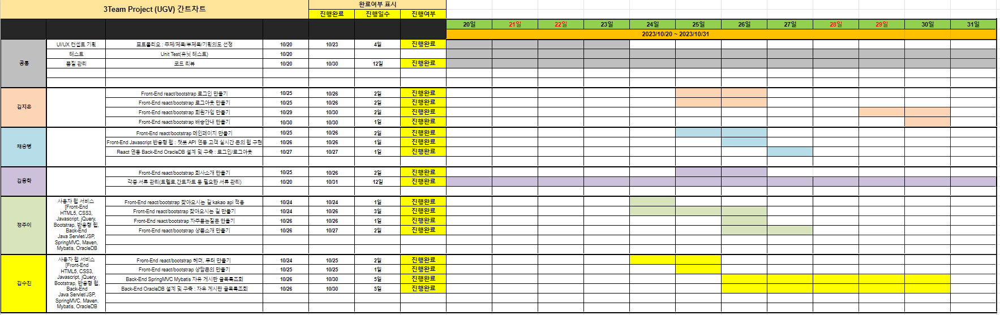 3Team Project (UGV) 간트차트
완료여부 표시
진행완료 진행일수 진행여부
20일 21일 22일 23일 24일 25일 26일 27일 28일 29일 30일 31일
2023/10/20 ~ 2023/10/31
공통
UI/UX 컨셉트 기획 포트폴리오 : 주제/제목/부제목/기획의도 선정 10/20 10/23 4일 진행완료
테스트 Unit Test(유닛 테스트) 10/20
품질 관리 코드 리뷰 10/20 10/30 12일 진행완료
김지은
Front-End react/bootstrap 로그인 만들기 10/25 10/26 2일 진행완료
Front-End react/bootstrap 로그아웃 만들기 10/25 10/26 2일 진행완료
Front-End react/bootstrap 회원가입 만들기 10/29 10/30 2일 진행완료
Front-End react/bootstrap 배송안내 만들기 10/30 10/30 1일 진행완료
채승병
Front-End react/bootstrap 메인페이지 만들기 10/25 10/26 2일 진행완료
Front-End Javascript 반응형 웹 : 챗봇 API 연동 고객 실시간 문의 웹 구현 10/26 10/26 1일 진행완료
React 연동 Back-End OracleDB 설계 및 구축 : 로그인/로그아웃 10/27 10/27 1일 진행완료
김용학
Front-End react/bootstrap 회사소개 만들기 10/25 10/26 2일 진행완료
각종 서류 관리(트렐로,간트차트 등 필요한 서류 관리) 10/20 10/31 12일 진행완료
정주이
사용자 웹 서비스
[Front-End
HTML5, CSS3,
Javascript, jQuery,
Bootstrap, 반응형 웹,
Back-End
Java Servlet/JSP,
SpringMVC, Maven,
Mybatis, OracleDB
Front-End react/bootstrap 찾아오시는 길 kakao api 적용 10/24 10/24 1일 진행완료
Front-End react/bootstrap 찾아오시는 길 만들기 10/24 10/26 3일 진행완료
Front-End react/bootstrap 자주묻는질문 만들기 10/26 10/26 1일 진행완료
Front-End react/bootstrap 상품소개 만들기 10/26 10/27 2일 진행완료
김수진
사용자 웹 서비스
[Front-End
HTML5, CSS3,
Javascript, jQuery,
Bootstrap, 반응형 웹,
Back-End
Java Servlet/JSP,
SpringMVC, Maven,
Mybatis, OracleDB
Front-End react/bootstrap 헤더, 푸터 만들기 10/24 10/25 2일 진행완료
Front-End react/bootstrap 상담문의 만들기 10/25 10/25 1일 진행완료
Back-End SpringMVC Mybatis 자유 게시판 글목록조회 10/26 10/30 5일 진행완료
Back-End OracleDB 설계 및 구축 : 자유 게시판 글목록조회 10/26 10/30 5일 진행완료